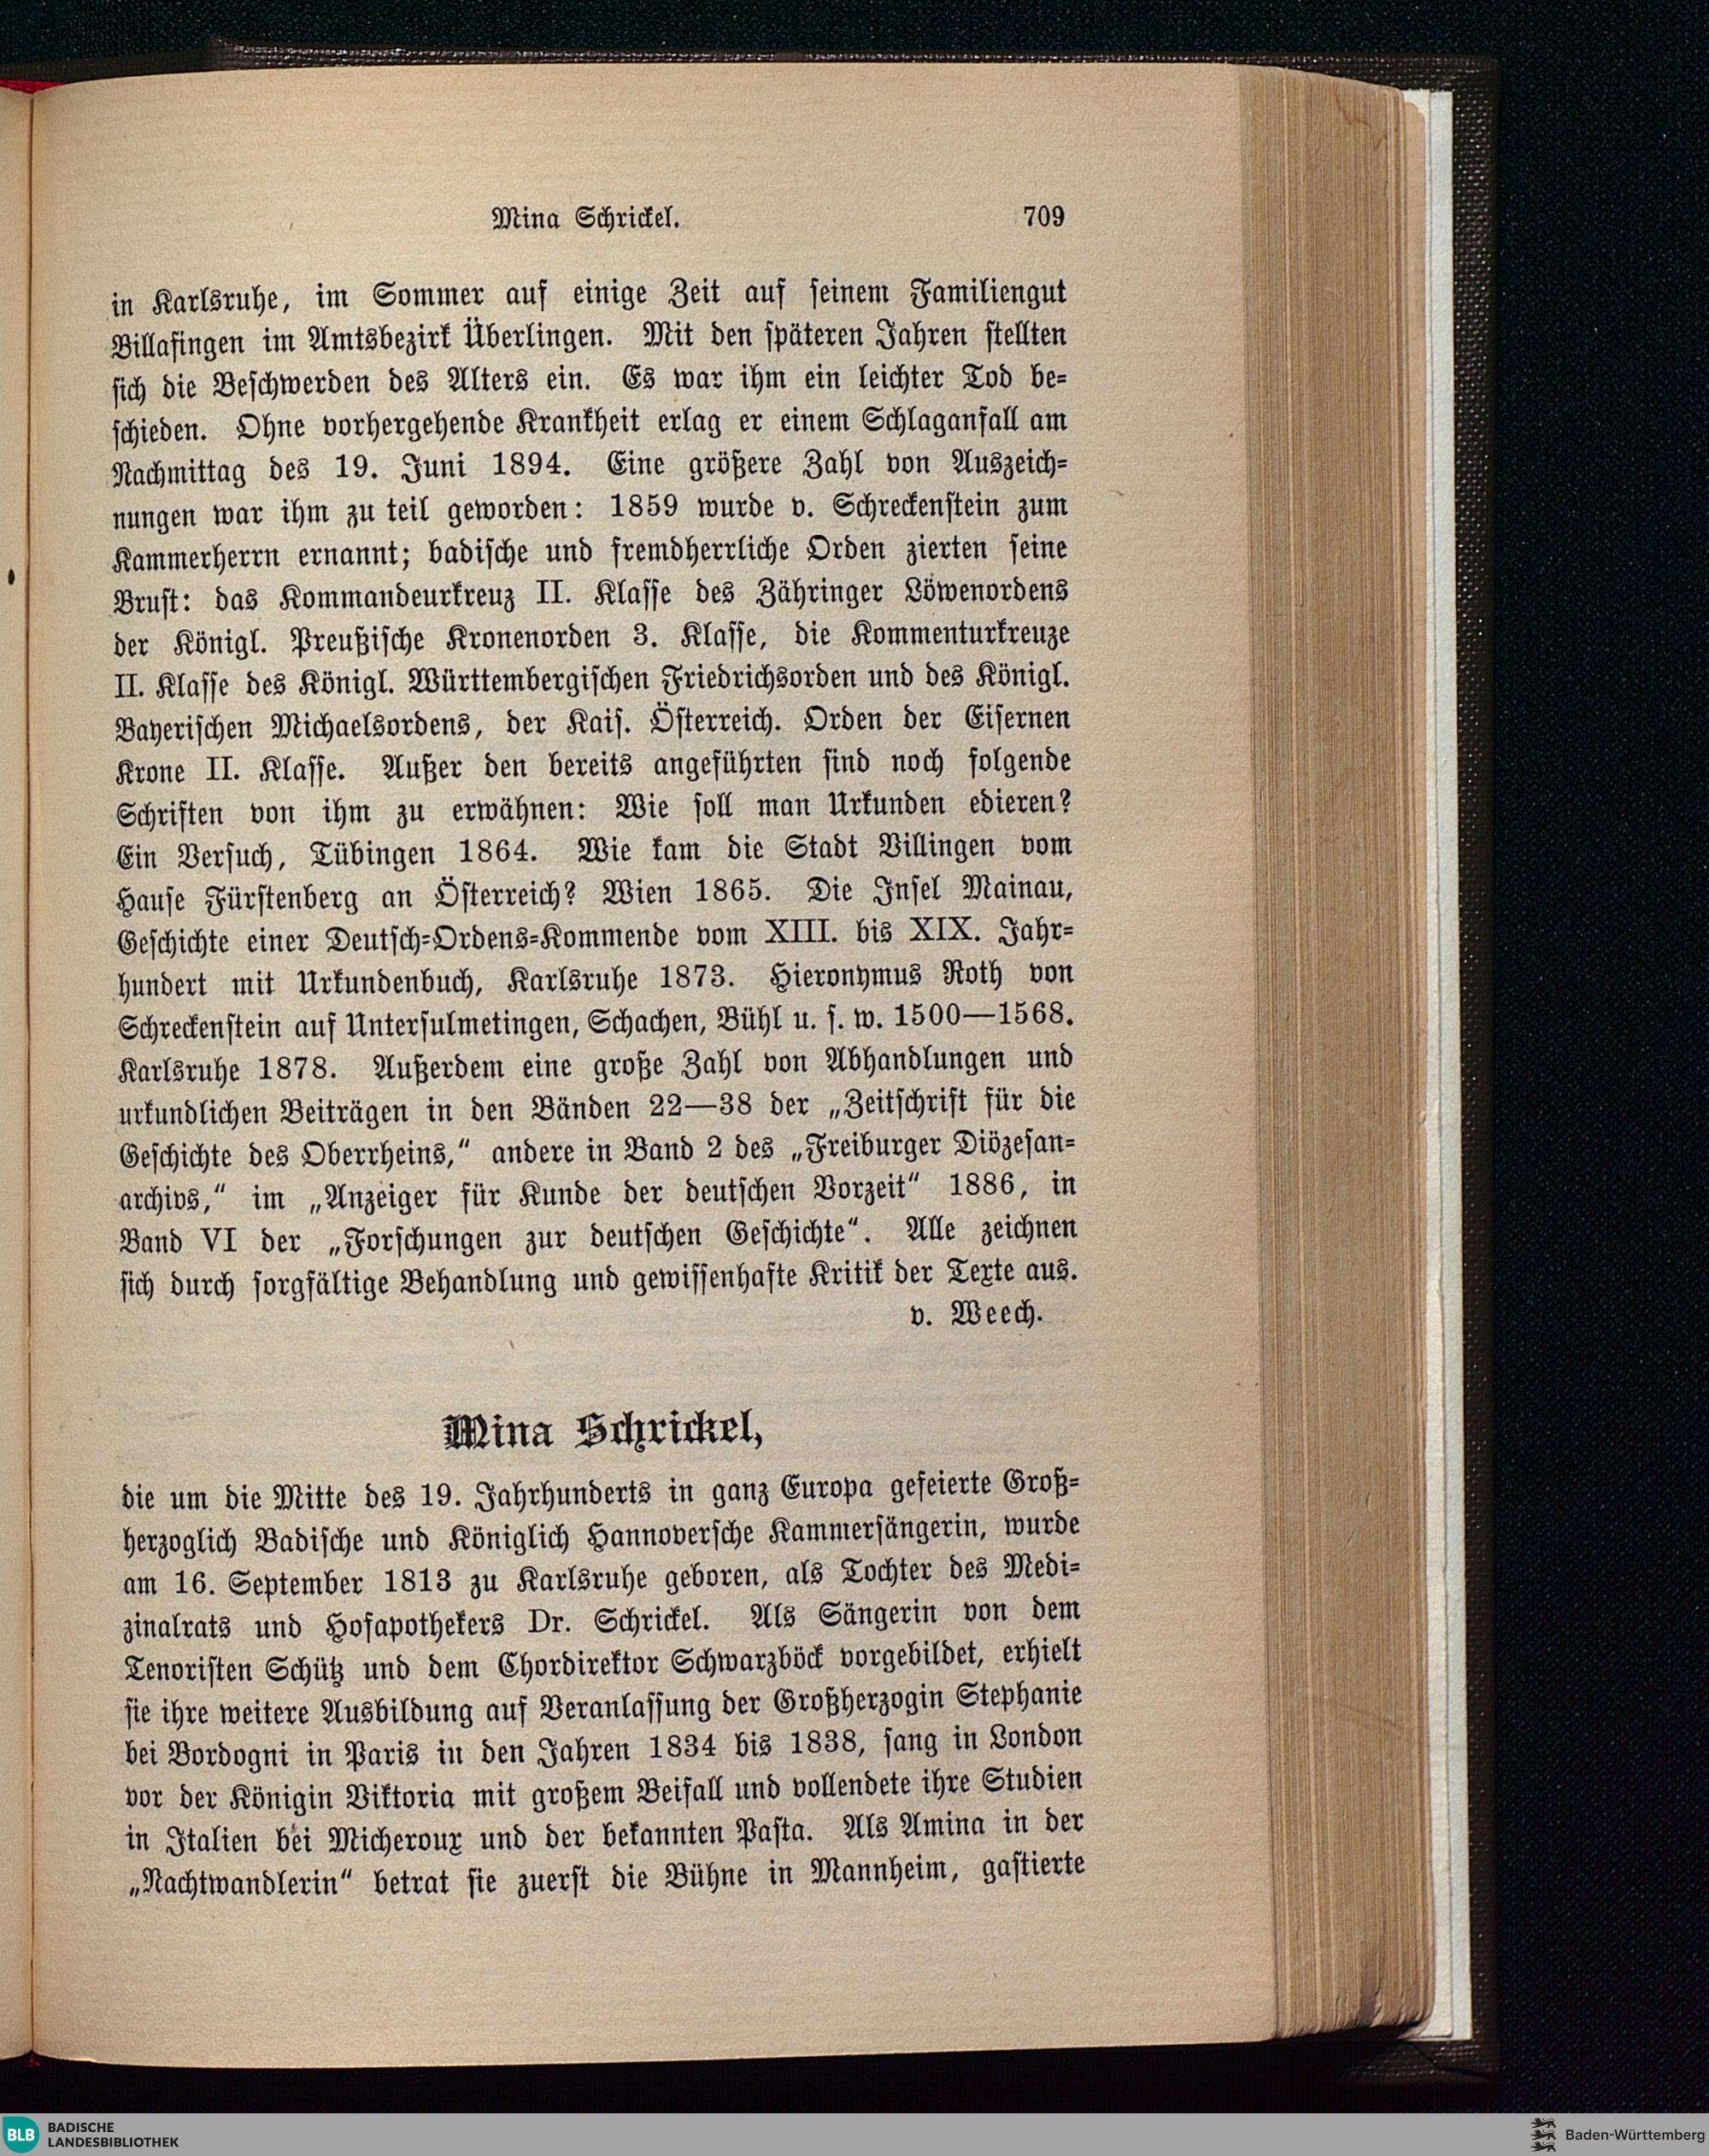 Mina Schrickel. 709
in Karlsruhe, im Sommer auf einige Zeit auf seinem Familiengut
Billafingen im Amtsbezirk Überlingen. Mit den späteren Jahren stellten
sich die Beschwerden des Alters ein. Es war ihm ein leichter Tod be-
schieden. Ohne vorhergehende Krankheit erlag er einem Schlaganfall am
Nachmittag des 19. Juni 1894. Eine größere Zahl von Auszeich-
nungen war ihm zu teil geworden: 1859 wurde v. Schreckenstein zum
Kammerherrn ernannt; badische und fremdherrliche Orden zierten seine
Brust: das Kommandeurkreuz II. Klasse des Zähringer Löwenordens
der Königl. Preußische Kronenorden 3. Klasse, die Kommenturkreuze
II. Klasse des Königl. Württembergischen Friedrichsorden und des Königl.
Bayerischen Michaelsordens, der Kais. Österreich. Orden der Eisernen
Krone II. Klasse. Außer den bereits angeführten sind noch folgende
Schriften von ihm zu erwähnen: Wie soll man Urkunden edieren?
Ein Versuch, Tübingen 1864. Wie kam die Stadt Villingen vom
Hause Fürstenberg an Österreich? Wien 1865. Die Insel Mainau,
Geschichte einer Deutsch-Ordens-Kommende vom XIII. bis XIX. Jahr-
hundert mit Urkundenbuch, Karlsruhe 1873. Hieronymus Roth von
Schreckenstein auf Untersulmetingen, Schachen, Bühl u. s. w. 1500—1568.
Karlsruhe 1878. Außerdem eine große Zahl von Abhandlungen und
urkundlichen Beiträgen in den Bänden 22—38 der „Zeitschrift für die
Geschichte des Oberrheins,“ andere in Band 2 des „Freiburger Diözesan-
archivs,“ im „Anzeiger für Kunde der deutschen Vorzeit“ 1886, in
Band VI der „Forschungen zur deutschen Geschichte“. Alle zeichnen
sich durch sorgfältige Behandlung und gewissenhafte Kritik der Texte aus.
v. Weech.
Mina Schrickel,
die um die Mitte des 19. Jahrhunderts in ganz Europa gefeierte Groß-
herzoglich Badische und Königlich Hannoversche Kammersängerin, wurde
am 16. September 1813 zu Karlsruhe geboren, als Tochter des Medi-
zinalrats und Hofapothekers Dr. Schrickel. Als Sängerin von dem
Tenoristen Schütz und dem Chordirektor Schwarzböck vorgebildet, erhielt
sie ihre weitere Ausbildung auf Veranlassung der Großherzogin Stephanie
bei Bordogni in Paris in den Jahren 1834 bis 1838, sang in London
vor der Königin Viktoria mit großem Beifall und vollendete ihre Studien
in Italien bei Micheroux und der bekannten Pasta. Als Amina in der
„Nachtwandlerin“ betrat sie zuerst die Bühne in Mannheim, gastierte
BLB BADISCHE
LANDESBIBLIOTHEK
Baden-Württemberg